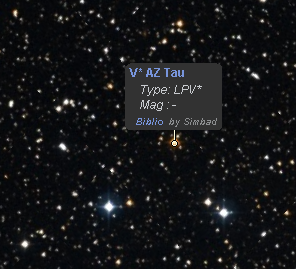 V* AZ Tau
Type: LPV*
Mag : -
Biblio by Simbad